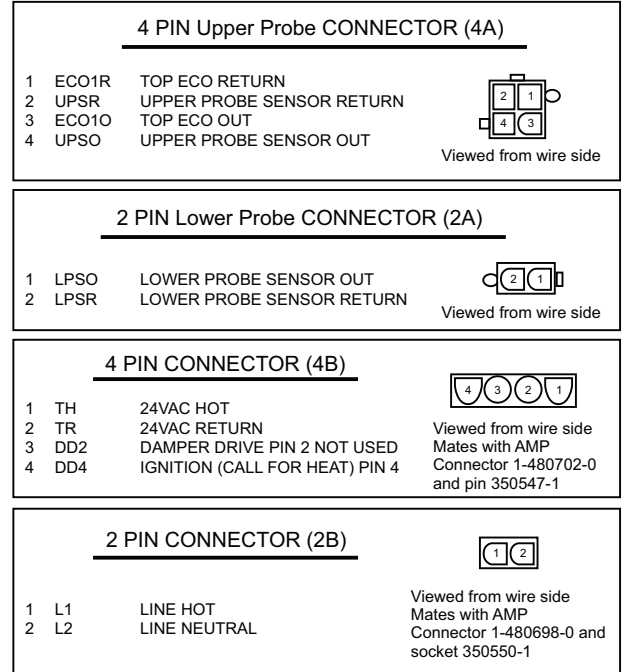 4 PIN Upper Probe CONNECTOR (4A)
1 ECO1R TOP ECO RETURN
2 UPSR UPPER PROBE SENSOR RETURN
3 ECO1O TOP ECO OUT
4 UPSO UPPER PROBE SENSOR OUT
2 1
4 3
Viewed from wire side
2 PIN Lower Probe CONNECTOR (2A)
1 LPSO LOWER PROBE SENSOR OUT
2 LPSR LOWER PROBE SENSOR RETURN
2 1
Viewed from wire side
4 PIN CONNECTOR (4B)
1 TH 24VAC HOT
2 TR 24VAC RETURN
3 DD2 DAMPER DRIVE PIN 2 NOT USED
4 DD4 IGNITION (CALL FOR HEAT) PIN 4
4 3 2 1
Viewed from wire side
Mates with AMP
Connector 1-480702-0
and pin 350547-1
2 PIN CONNECTOR (2B)
1 L1 LINE HOT
2 L2 LINE NEUTRAL
1 2
Viewed from wire side
Mates with AMP
Connector 1-480698-0 and
socket 350550-1